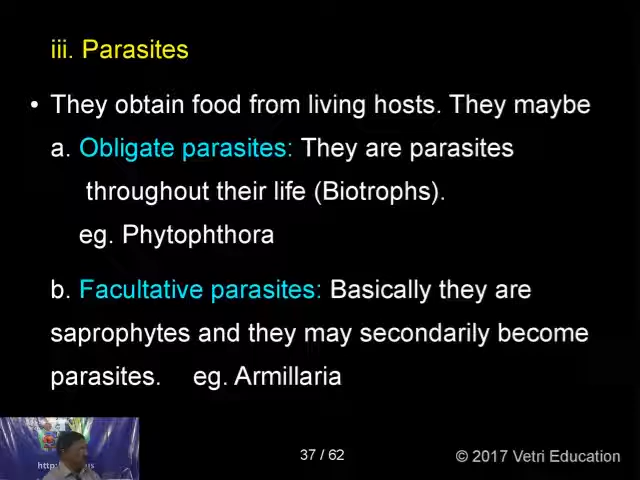 iii. Parasites
• They obtain food from living hosts. They maybe
a. Obligate parasites: They are parasites
throughout their life (Biotrophs).
eg. Phytophthora
b. Facultative parasites: Basically they are
saprophytes and they may secondarily become
parasites. eg. Armillaria
37 / 62
© 2017 Vetri Education